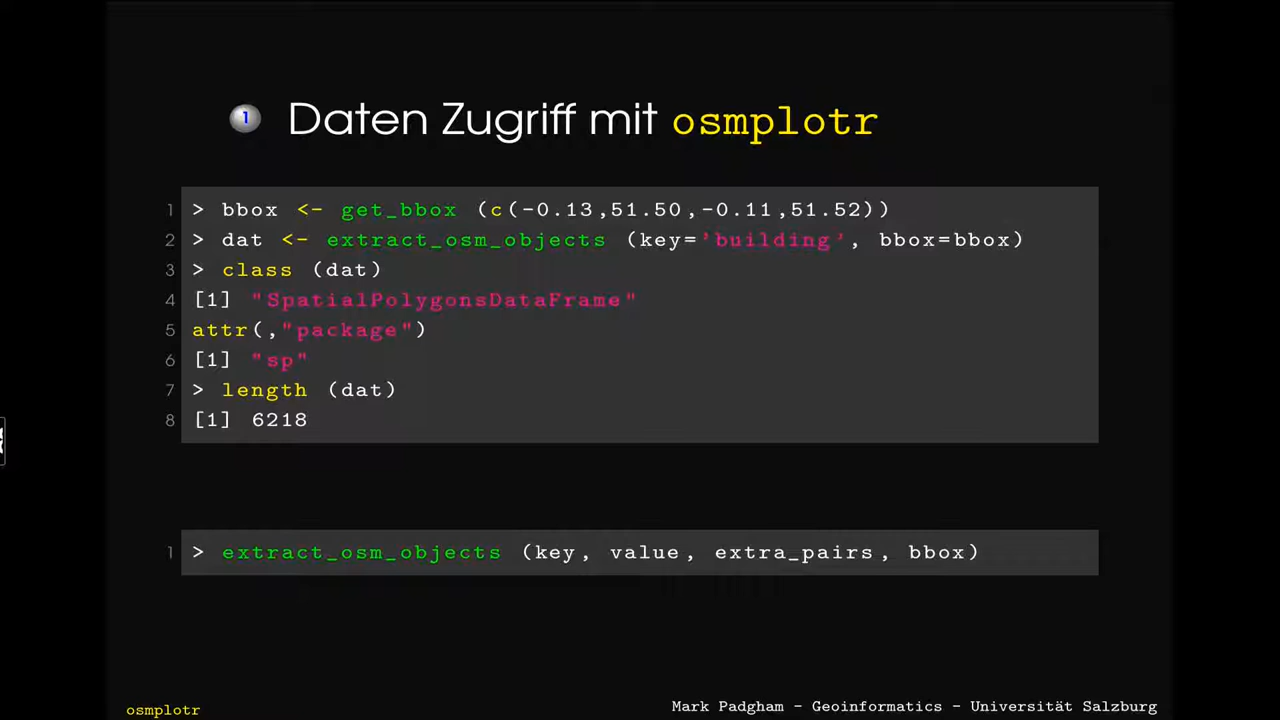 1 Daten Zugriff mit osmplotr
1 > bbox <- get_bbox (c(-0.13,51.50,-0.11,51.52))
2 > dat <- extract_osm_objects (key='building', bbox=bbox)
3 > class (dat)
4 [1] "SpatialPolygonsDataFrame"
5 attr(,"package")
6 [1] "sp"
7 > length (dat)
8 [1] 6218
1 > extract_osm_objects (key, value, extra_pairs, bbox)
osmplotr
Mark Padgham – Geoinformatics – Universität Salzburg